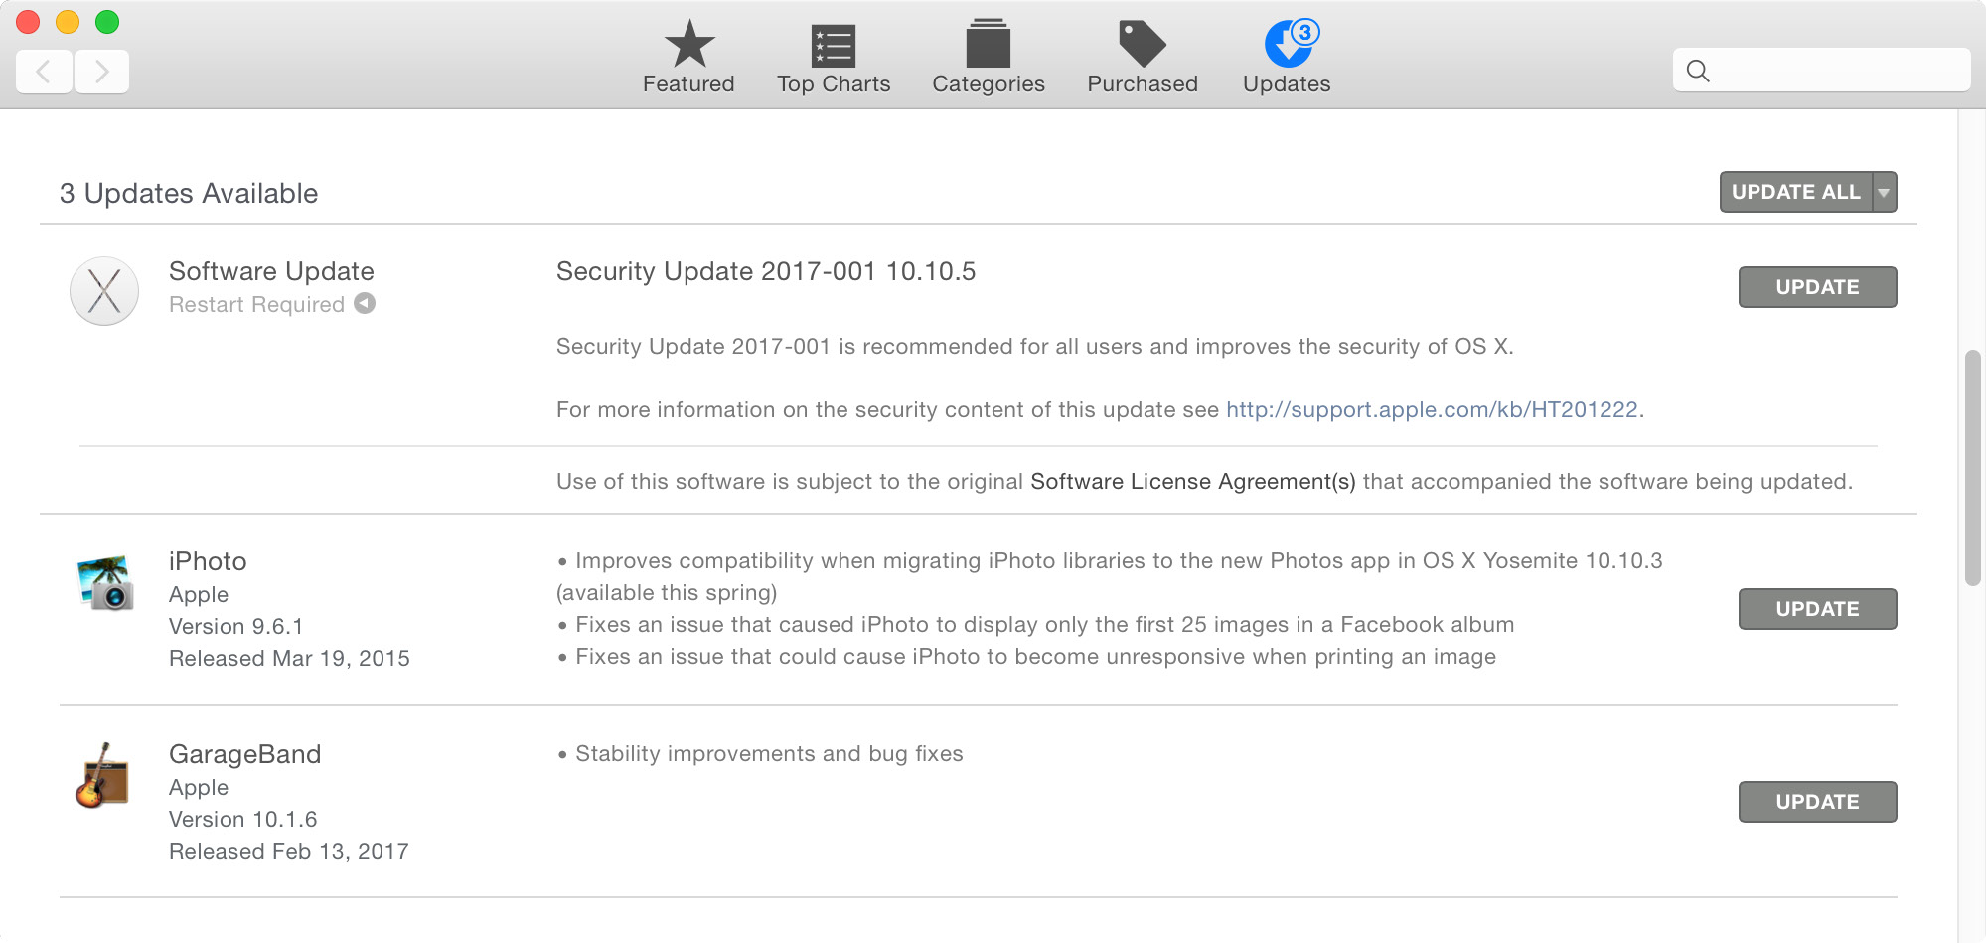 Featured
Top Charts
Categories
Purchased
3
Updates
3 Updates Available
UPDATE ALL
Software Update
Restart Required
Security Update 2017-001 10.10.5
UPDATE
Security Update 2017-001 is recommended for all users and improves the security of OS X.
For more information on the security content of this update see http://support.apple.com/kb/HT201222.
Use of this software is subject to the original Software License Agreement(s) that accompanied the software being updated.
iPhoto
Apple
Version 9.6.1
Released Mar 19, 2015
• Improves compatibility when migrating iPhoto libraries to the new Photos app in OS X Yosemite 10.10.3
(available this spring)
• Fixes an issue that caused iPhoto to display only the first 25 images in a Facebook album
• Fixes an issue that could cause iPhoto to become unresponsive when printing an image
UPDATE
GarageBand
Apple
Version 10.1.6
Released Feb 13, 2017
• Stability improvements and bug fixes
UPDATE